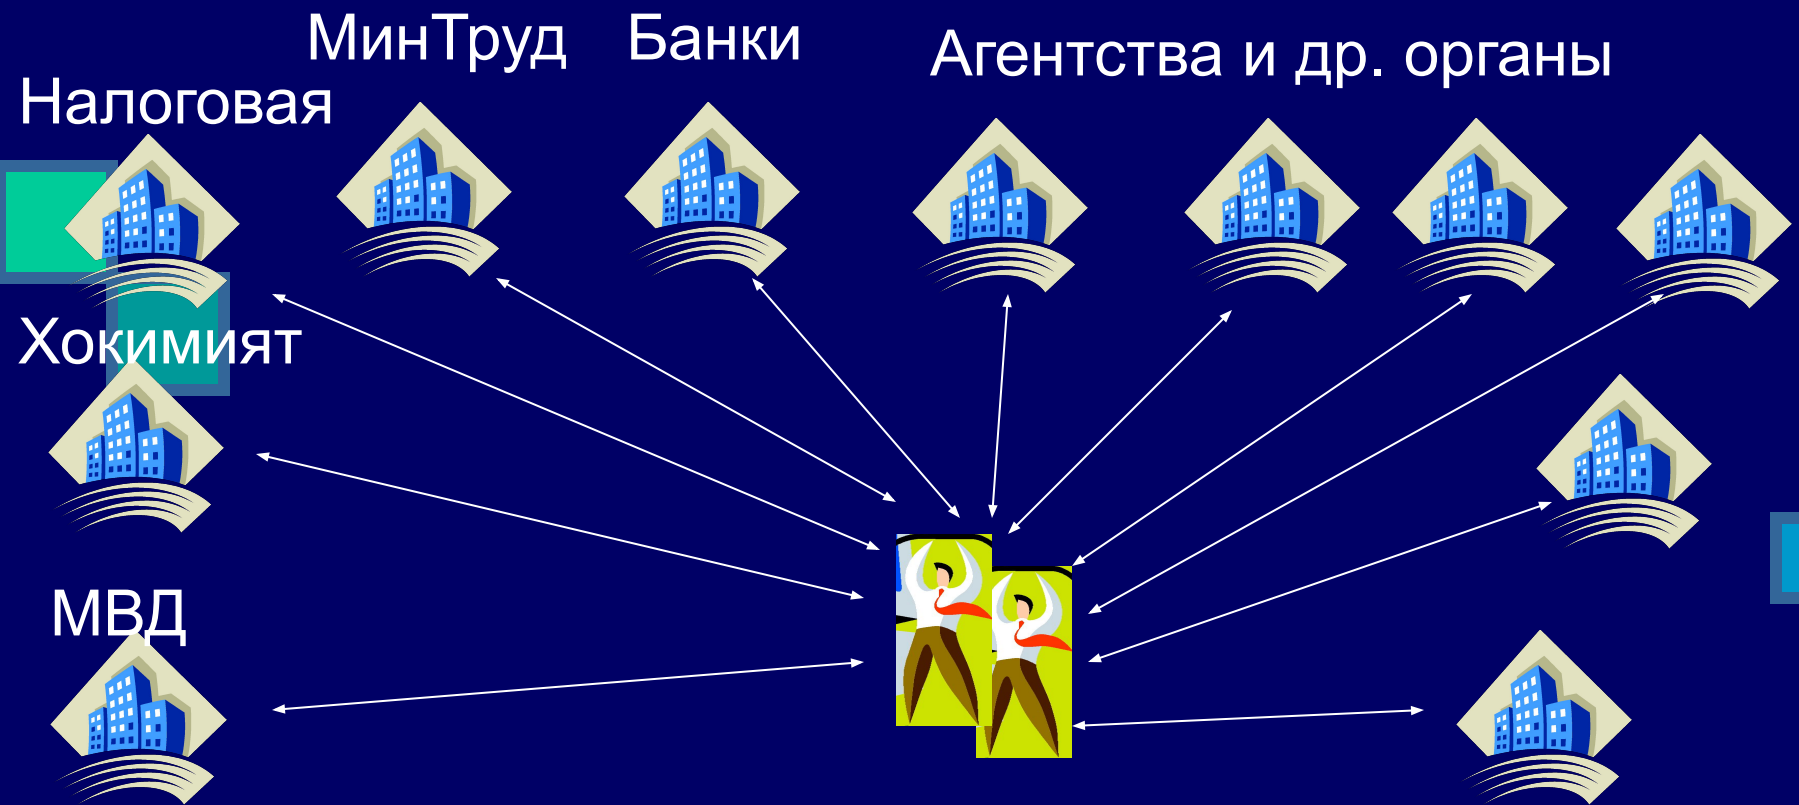 МинТруд
Банки
Агентства и др. органы
Налоговая
Хокимият
МВД